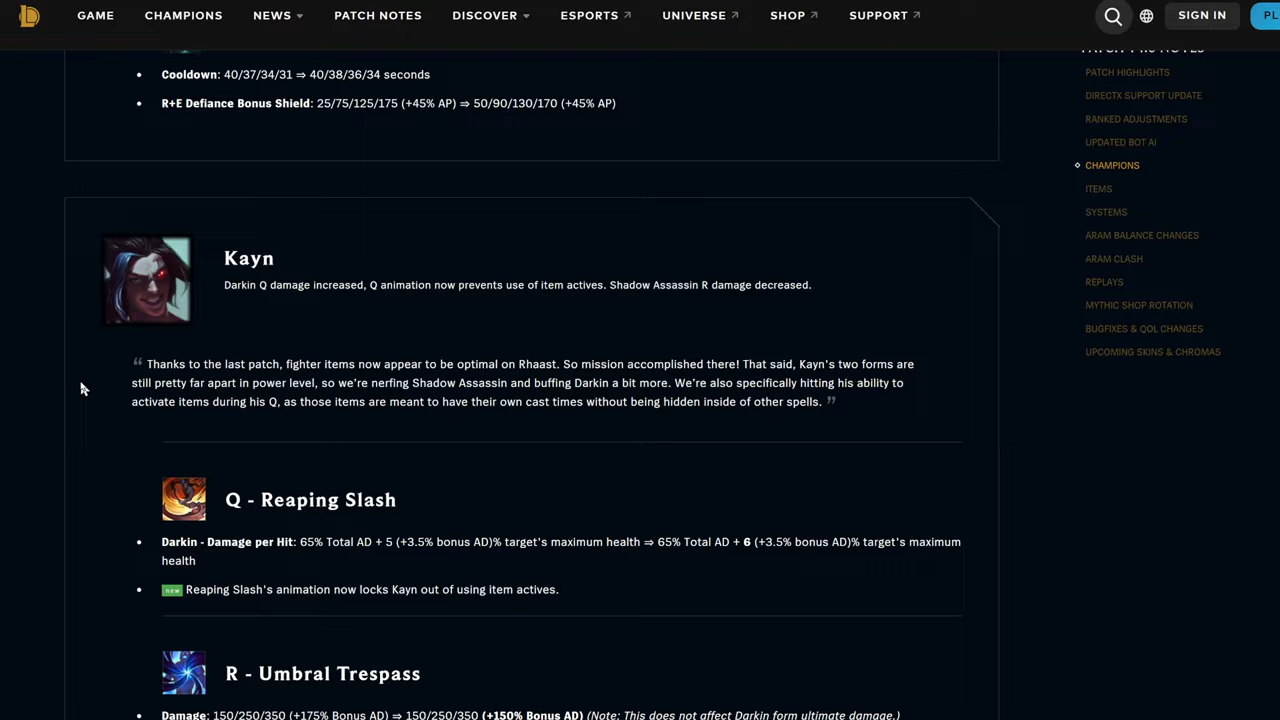 GAME CHAMPIONS NEWS PATCH NOTES DISCOVER ESPORTS UNIVERSE SHOP SUPPORT SIGN IN PL
Cooldown: 40/37/34/31 ⇒ 40/38/36/34 seconds
R+E Defiance Bonus Shield: 25/75/125/175 (+45% AP) ⇒ 50/90/130/170 (+45% AP)
Kayn
Darkin Q damage increased, Q animation now prevents use of item actives. Shadow Assassin R damage decreased.
“ Thanks to the last patch, fighter items now appear to be optimal on Rhaast. So mission accomplished there! That said, Kayn's two forms are
still pretty far apart in power level, so we’re nerfing Shadow Assassin and buffing Darkin a bit more. We’re also specifically hitting his ability to
activate items during his Q, as those items are meant to have their own cast times without being hidden inside of other spells. ”
Q - Reaping Slash
Darkin - Damage per Hit: 65% Total AD + 5 (+3.5% bonus AD)% target's maximum health ⇒ 65% Total AD + 6 (+3.5% bonus AD)% target's maximum
health
new Reaping Slash's animation now locks Kayn out of using item actives.
R - Umbral Trespass
Damage: 150/250/350 (+175% Bonus AD) ⇒ 150/250/350 (+150% Bonus AD) (Note: This does not affect Darkin form ultimate damage.)
PATCH HIGHLIGHTS
DIRECTX SUPPORT UPDATE
RANKED ADJUSTMENTS
UPDATED BOT AI
CHAMPIONS
ITEMS
SYSTEMS
ARAM BALANCE CHANGES
ARAM CLASH
REPLAYS
MYTHIC SHOP ROTATION
BUGFIXES & QOL CHANGES
UPCOMING SKINS & CHROMAS